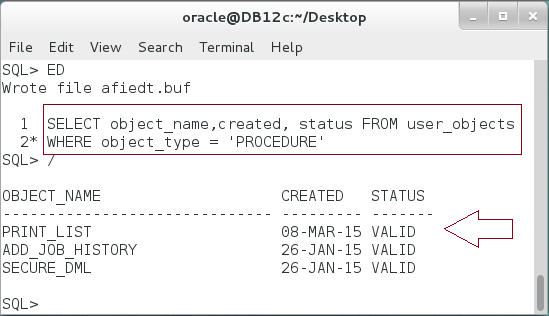 oracle@DB12c:~/Desktop
File Edit View Search Terminal Help
SQL> ED
Wrote file afiedt.buf
1 SELECT object_name,created, status FROM user_objects
2* WHERE object_type = 'PROCEDURE'
SQL> /
OBJECT_NAME CREATED STATUS
---------------------------- --------- -------
PRINT_LIST 08-MAR-15 VALID
ADD_JOB_HISTORY 26-JAN-15 VALID
SECURE_DML 26-JAN-15 VALID
SQL>